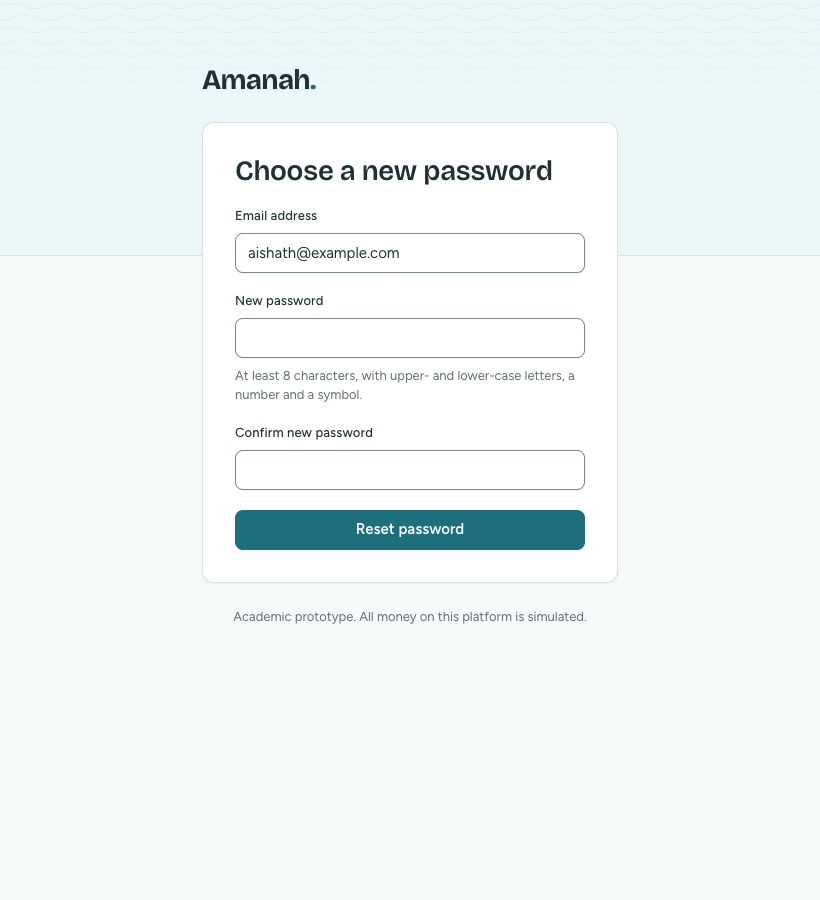 Amanah.
Choose a new password
Email address
aishath@example.com
New password
At least 8 characters, with upper- and lower-case letters, a
number and a symbol.
Confirm new password
Reset password
Academic prototype. All money on this platform is simulated.